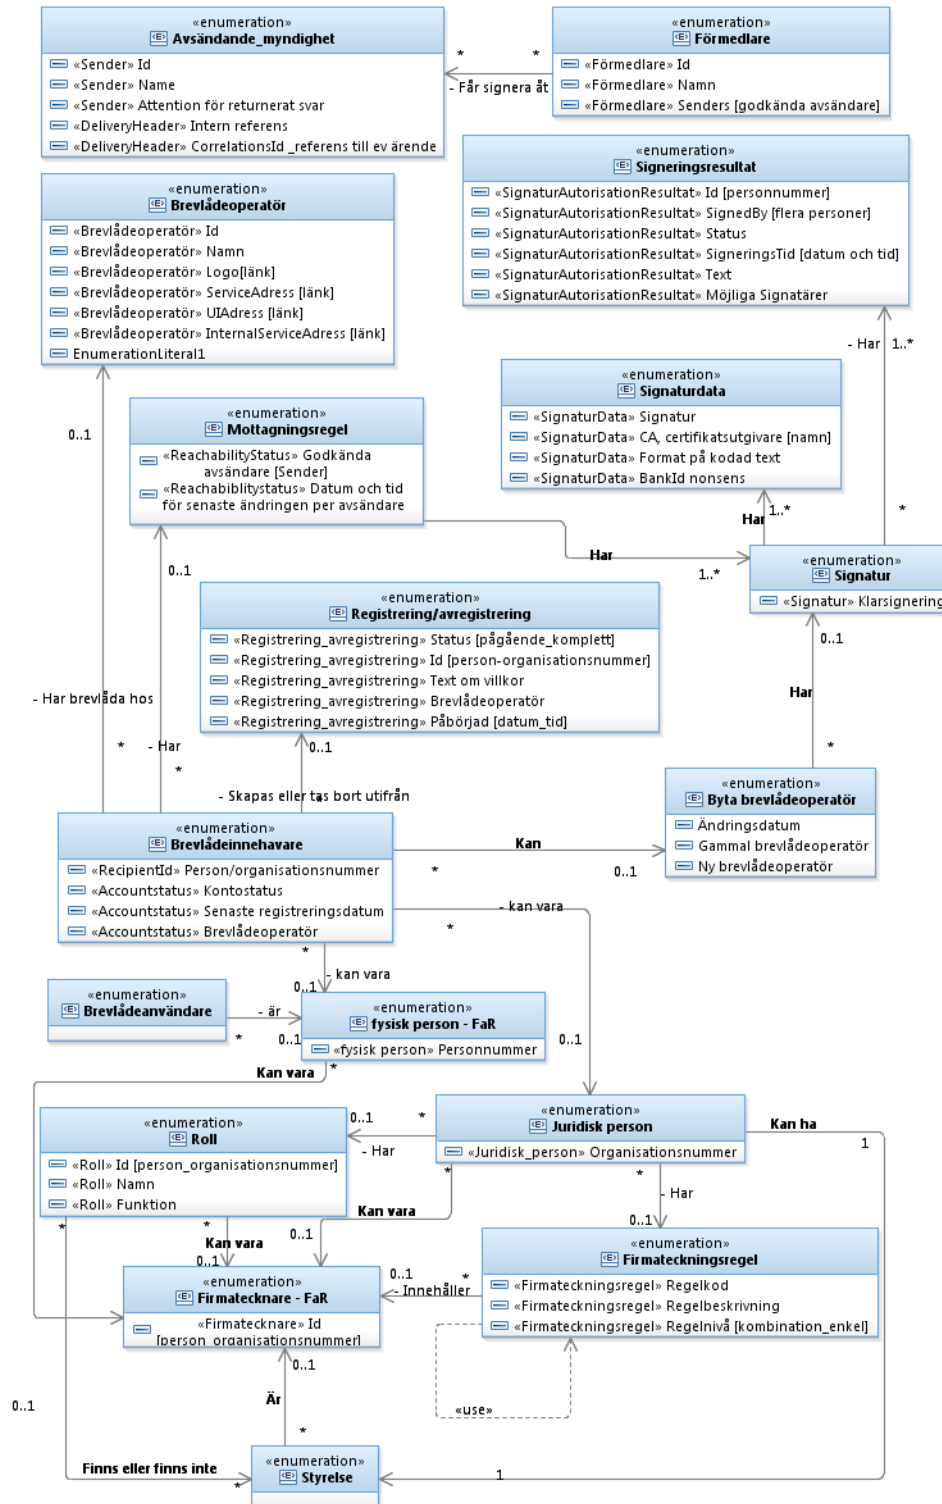 «enumeration»
Avsändande_myndighet
«Sender» Id
«Sender» Name
«Sender» Attention för returnerat svar
«DeliveryHeader» Intern referens
«DeliveryHeader» CorrelationsId _referens till ev ärende
*
*
- Får signera åt
«enumeration»
Förmedlare
«Förmedlare» Id
«Förmedlare» Namn
«Förmedlare» Senders [godkända avsändare]
«enumeration»
Signeringsresultat
«SignaturAutorisationResultat» Id [personnummer]
«SignaturAutorisationResultat» SignedBy [flera personer]
«SignaturAutorisationResultat» Status
«SignaturAutorisationResultat» SigneringsTid [datum och tid]
«SignaturAutorisationResultat» Text
«SignaturAutorisationResultat» Möjliga Signatärer
«enumeration»
Brevlådeoperatör
«Brevlådeoperatör» Id
«Brevlådeoperatör» Namn
«Brevlådeoperatör» Logo[länk]
«Brevlådeoperatör» ServiceAdress [länk]
«Brevlådeoperatör» UIAdress [länk]
«Brevlådeoperatör» InternalServiceAdress [länk]
EnumerationLiteral1
- Har
1..*
«enumeration»
Signaturdata
«SignaturData» Signatur
«SignaturData» CA, certifikatsutgivare [namn]
«SignaturData» Format på kodad text
«SignaturData» BankId nonsens
0..1
«enumeration»
Mottagningsregel
«ReachabilityStatus» Godkända
avsändare [Sender]
«Reachabiblitystatus» Datum och tid
för senaste ändringen per avsändare
Har
1..*
*
Har
1..*
«enumeration»
Signatur
«Signatur» Klarsignering
0..1
«enumeration»
Registrering/avregistrering
«Registrering_avregistrering» Status [pågående_komplett]
«Registrering_avregistrering» Id [person-organisationsnummer]
«Registrering_avregistrering» Text om villkor
«Registrering_avregistrering» Brevlådeoperatör
«Registrering_avregistrering» Påbörjad [datum_tid]
0..1
Har
- Har brevlåda hos
*
- Har
*
0..1
*
- Skapas eller tas bort utifrån
*
«enumeration»
Byta brevlådeoperatör
Ändringsdatum
Gammal brevlådeoperatör
Ny brevlådeoperatör
«enumeration»
Brevlådeinnehavare
«RecipientId» Person/organisationsnummer
«Accountstatus» Kontostatus
«Accountstatus» Senaste registreringsdatum
«Accountstatus» Brevlådeoperatör
Kan
*
0..1
- kan vara
*
*
- kan vara
0..1
«enumeration»
Brevlådeanvändare
- är
*
0..1
«enumeration»
fysisk person - FaR
«fysisk person» Personnummer
0..1
Kan vara
*
«enumeration»
Roll
«Roll» Id [person_organisationsnummer]
«Roll» Namn
«Roll» Funktion
0..1
*
- Har
«enumeration»
Juridisk person
«Juridisk_person» Organisationsnummer
Kan ha
1
*
*
- Har
0..1
Kan vara
0..1
*
*
Kan vara
0..1
«enumeration»
Firmateckningsregel
«Firmateckningsregel» Regelkod
«Firmateckningsregel» Regelbeskrivning
«Firmateckningsregel» Regelnivå [kombination_enkel]
0..1
*
- Innehåller
«enumeration»
Firmatecknare - FaR
«Firmatecknare» Id
[person_organisationsnummer]
0..1
«use»
0..1
Är
*
Finns eller finns inte
*
«enumeration»
Styrelse
1